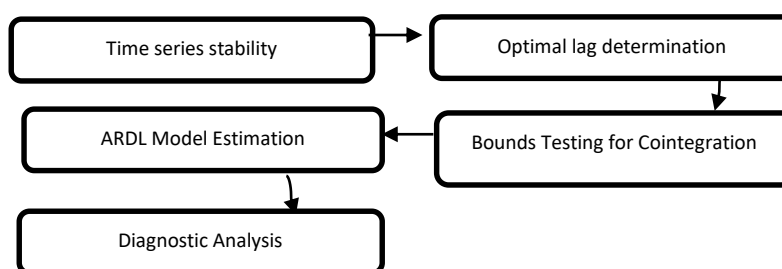 Time series stability
Optimal lag determination
Bounds Testing for Cointegration
ARDL Model Estimation
Diagnostic Analysis